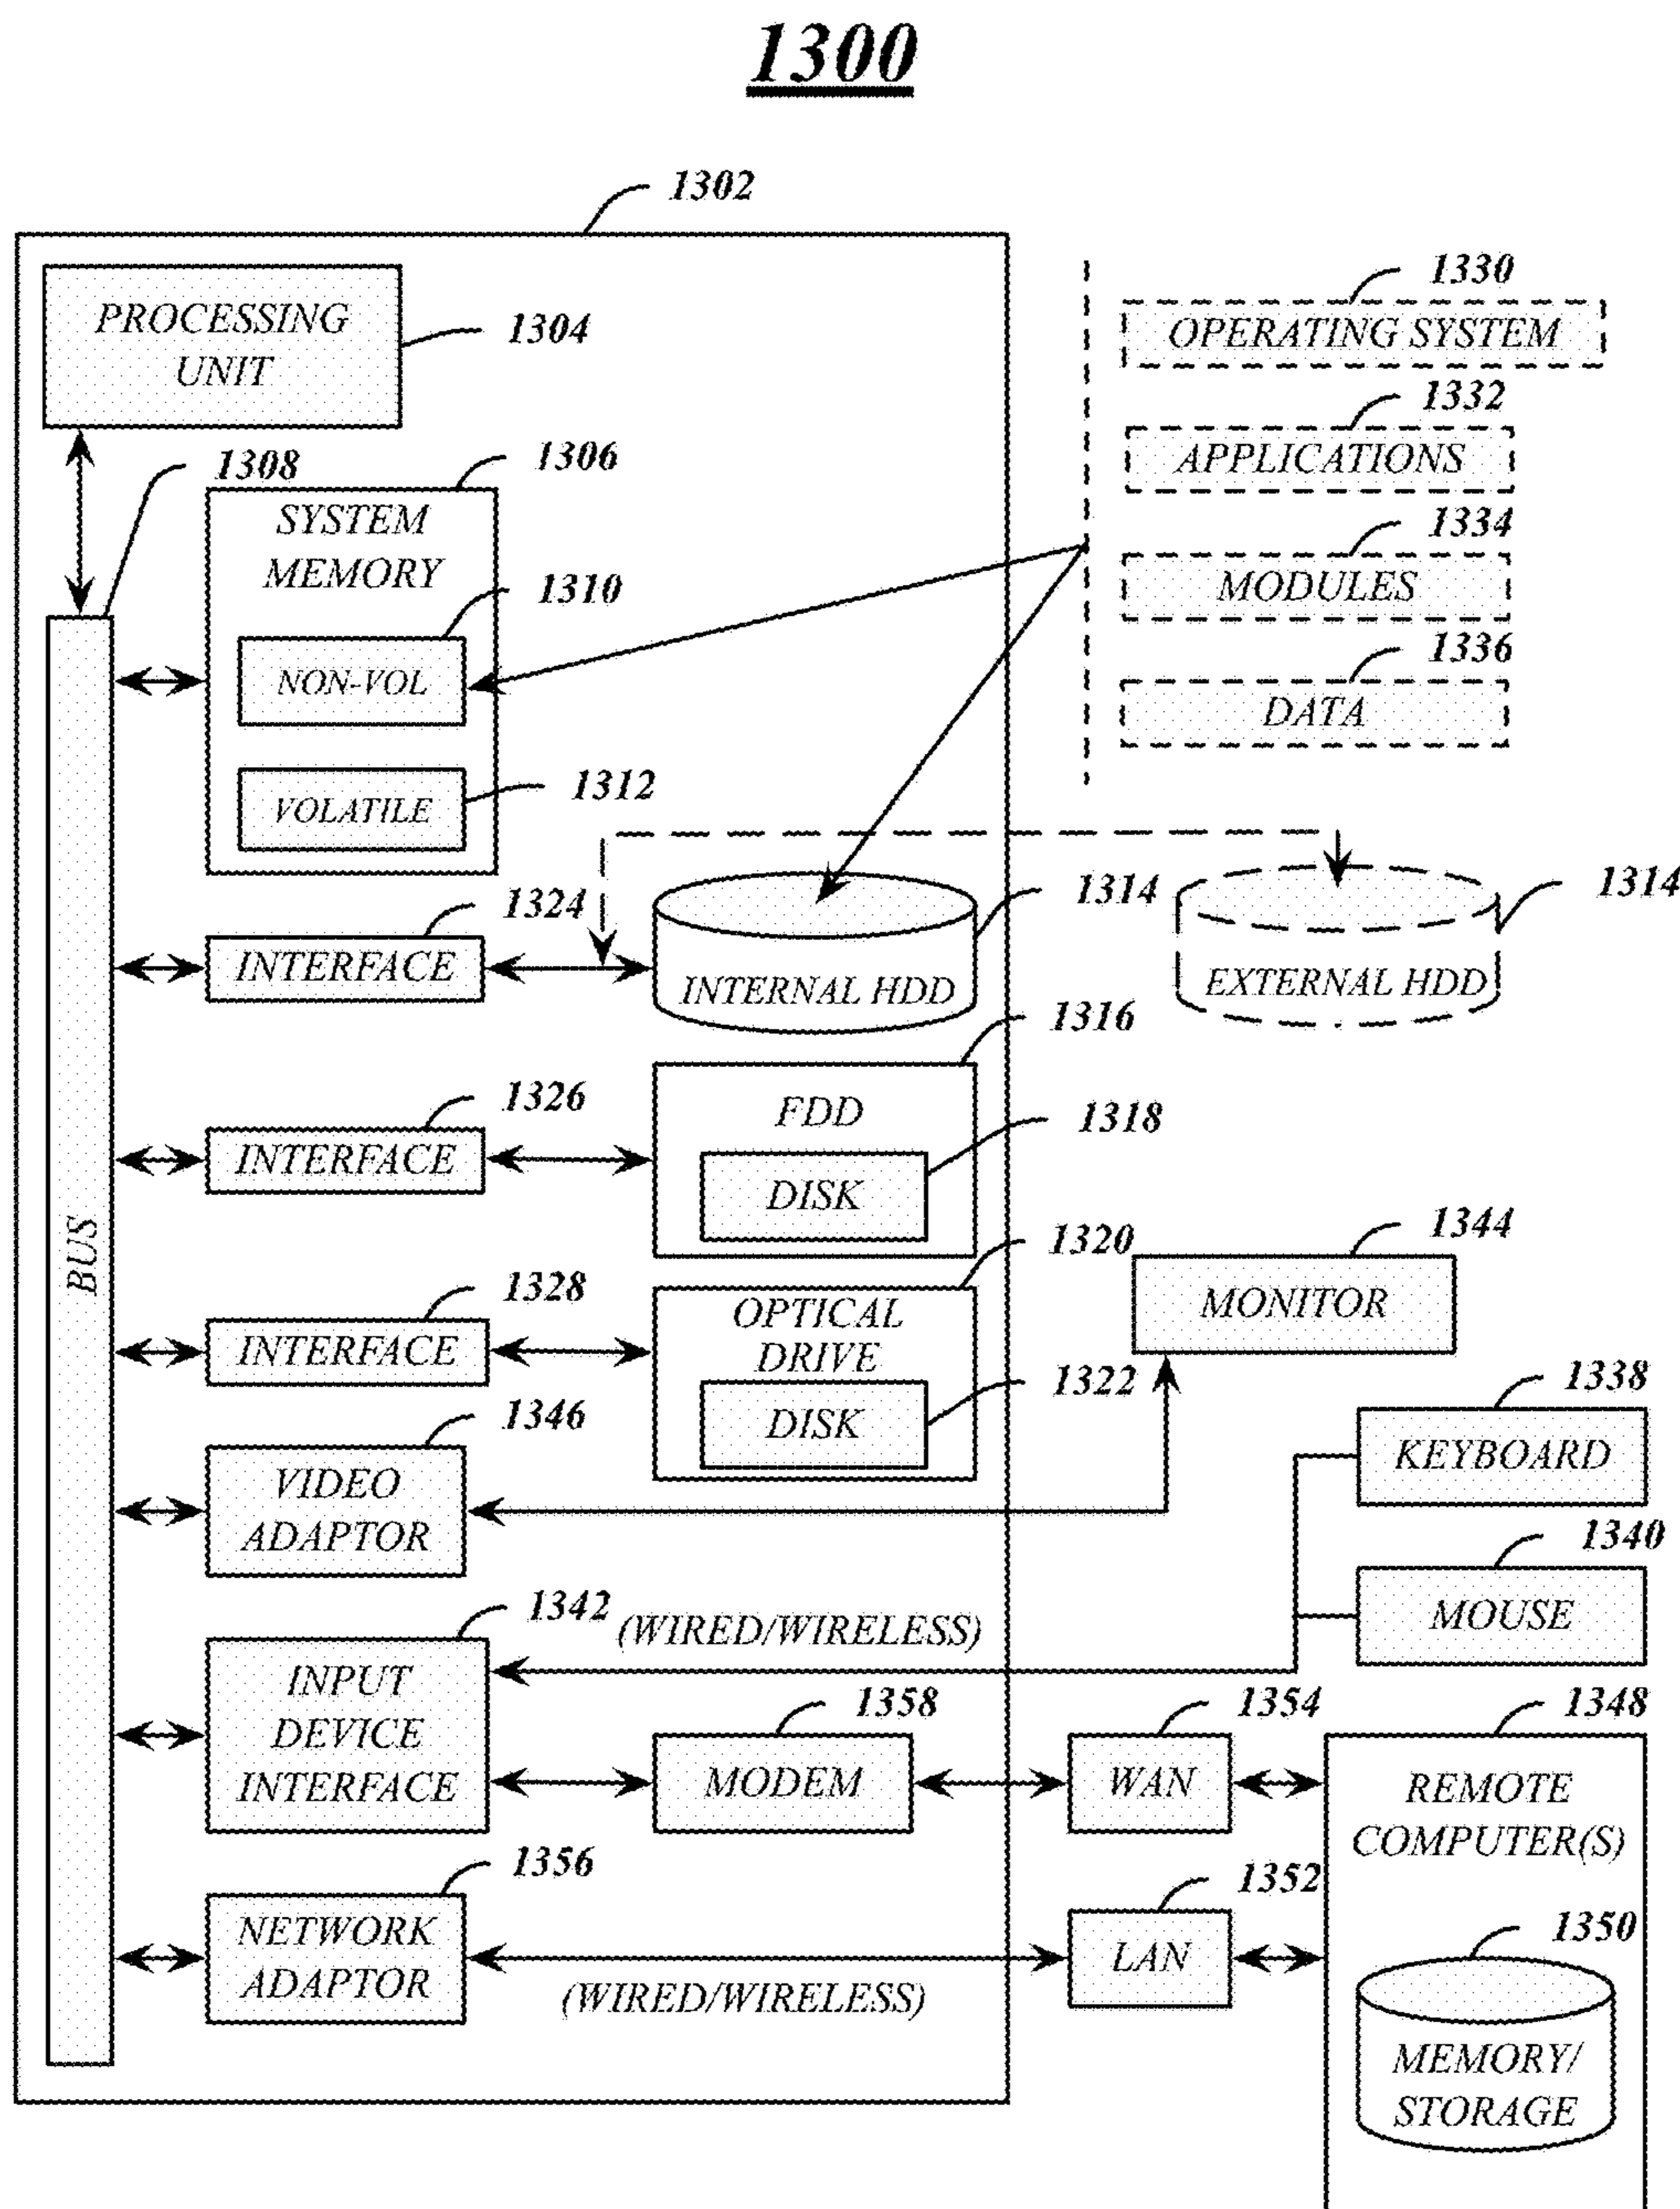 1300
1302
PROCESSING
UNIT
1304
1308
1306
SYSTEM
MEMORY
1310
NON-VOL
1312
VOLATILE
BUS
1330
OPERATING SYSTEM
1332
APPLICATIONS
1334
MODULES
1336
DATA
1324
INTERFACE
1314
INTERNAL HDD
1314
EXTERNAL HDD
1326
INTERFACE
1316
FDD
1318
DISK
1328
INTERFACE
1320
OPTICAL
DRIVE
1322
DISK
1344
MONITOR
1346
VIDEO
ADAPTOR
1338
KEYBOARD
1340
MOUSE
1342
(WIRED/WIRELESS)
INPUT
DEVICE
INTERFACE
1358
MODEM
1354
WAN
1348
REMOTE
COMPUTER(S)
1356
NETWORK
ADAPTOR
(WIRED/WIRELESS)
1352
LAN
1350
MEMORY/
STORAGE